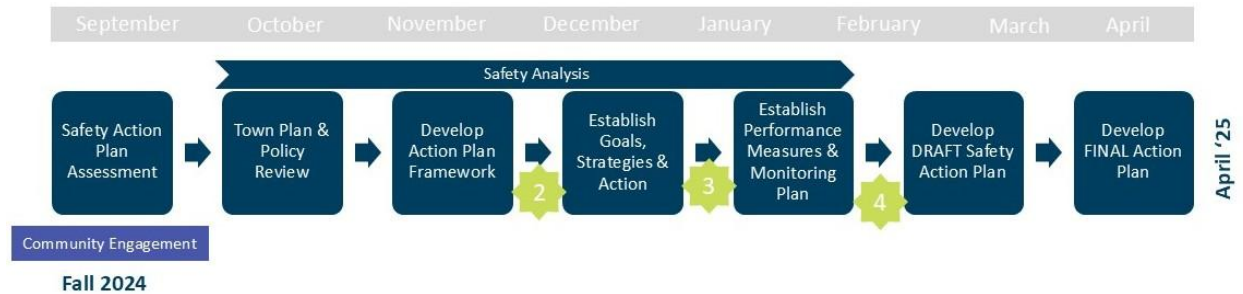 September October November December January February March April
Safety Analysis
Safety Action
Plan
Assessment
Town Plan &
Policy
Review
Develop
Action Plan
Framework
2
Establish
Goals,
Strategies &
Action
3
Establish
Performance
Measures &
Monitoring
Plan
4
Develop
DRAFT Safety
Action Plan
Develop
FINAL Action
Plan
April ‘25
Community Engagement
Fall 2024